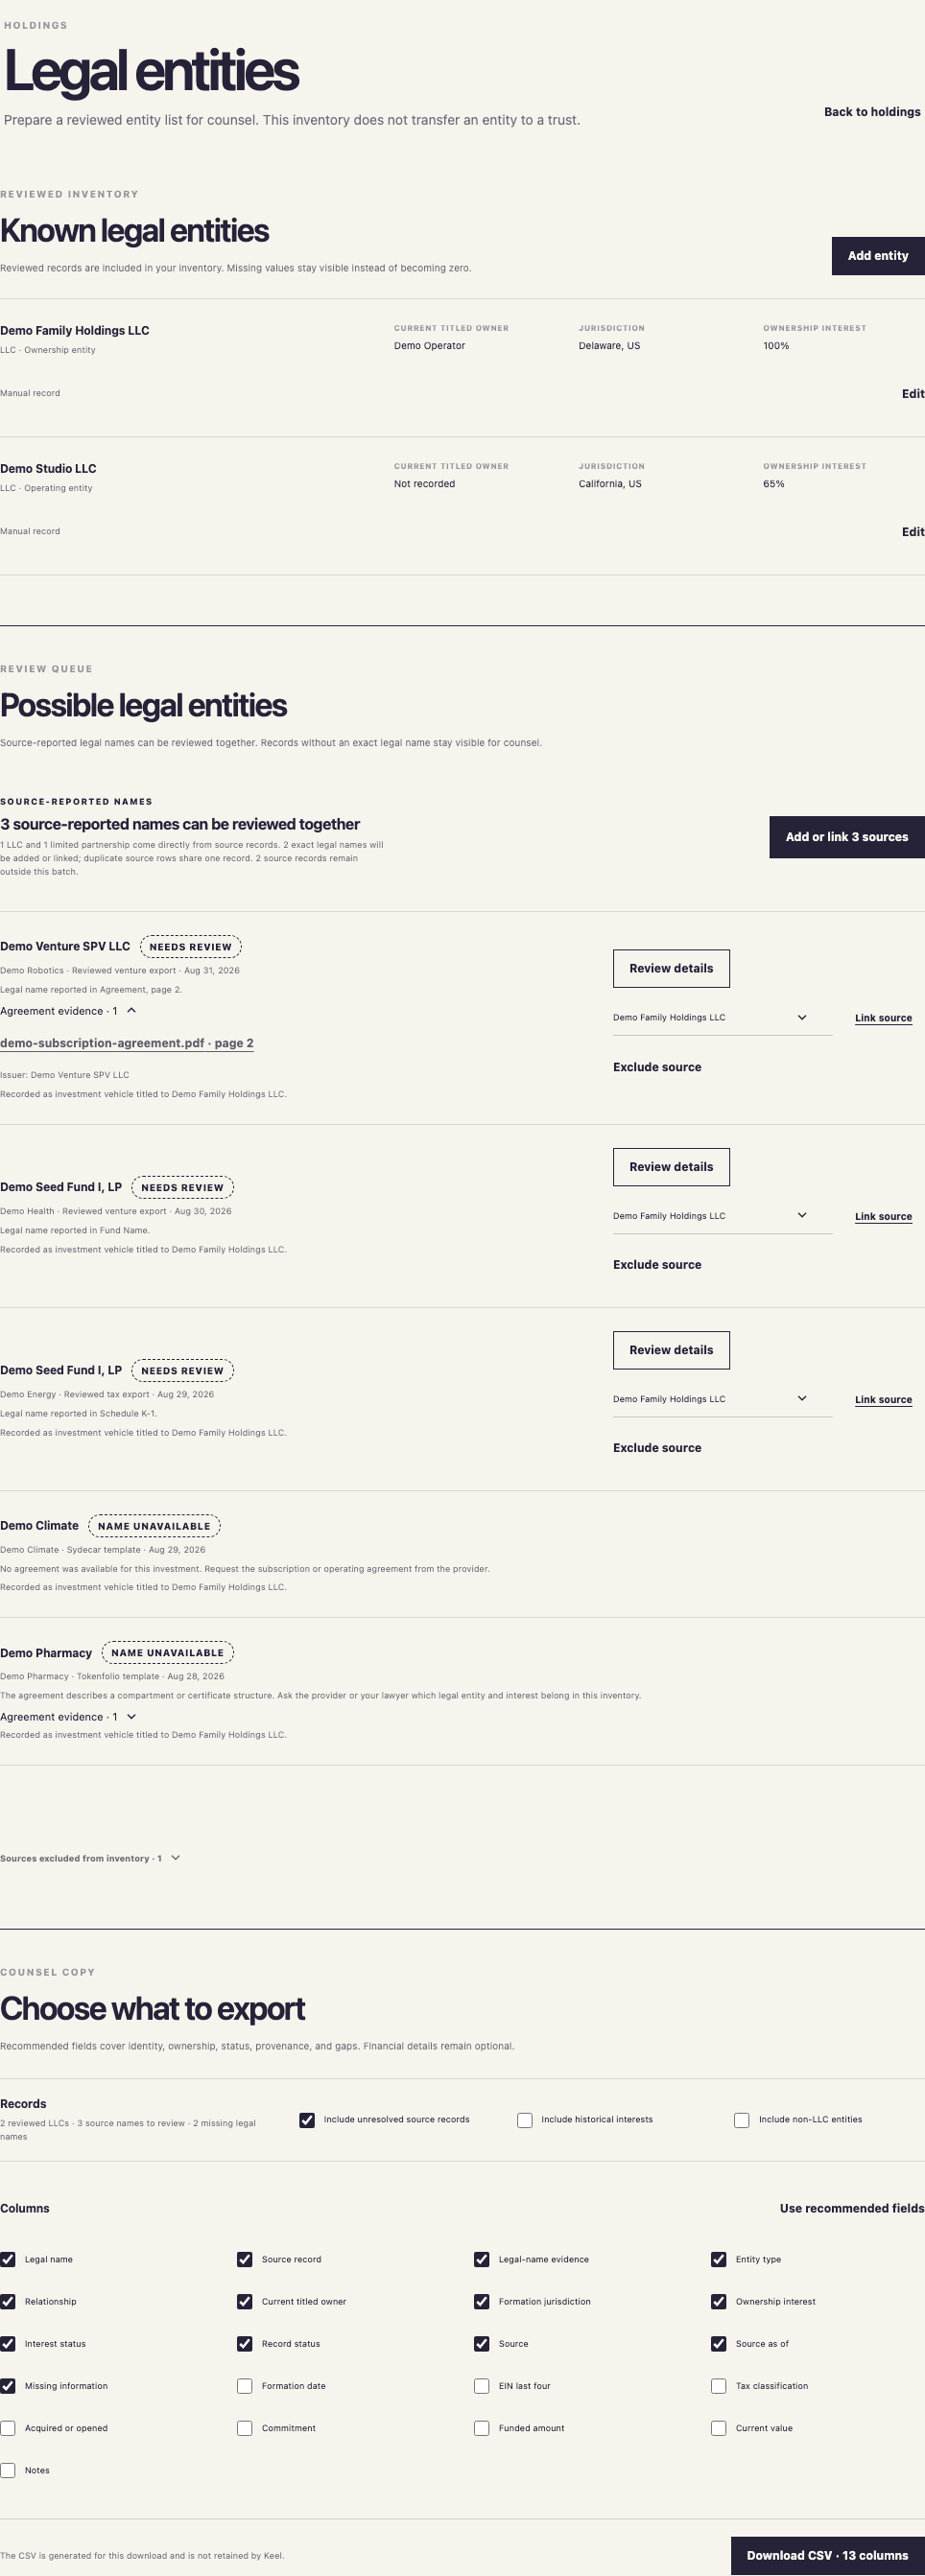 HOLDINGS
Legal entities
Prepare a reviewed entity list for counsel. This inventory does not transfer an entity to a trust.
Back to holdings
REVIEWED INVENTORY
Known legal entities
Reviewed records are included in your inventory. Missing values stay visible instead of becoming zero.
Add entity
Demo Family Holdings LLC
LLC · Ownership entity
CURRENT TITLED OWNER
Demo Operator
JURISDICTION
Delaware, US
OWNERSHIP INTEREST
100%
Manual record
Edit
Demo Studio LLC
LLC · Operating entity
CURRENT TITLED OWNER
Not recorded
JURISDICTION
California, US
OWNERSHIP INTEREST
65%
Manual record
Edit
REVIEW QUEUE
Possible legal entities
Source-reported legal names can be reviewed together. Records without an exact legal name stay visible for counsel.
SOURCE-REPORTED NAMES
3 source-reported names can be reviewed together
1 LLC and 1 limited partnership come directly from source records. 2 exact legal names will
be added or linked; duplicate source rows share one record. 2 source records remain
outside this batch.
Add or link 3 sources
Demo Venture SPV LLC NEEDS REVIEW
Demo Robotics · Reviewed venture export · Aug 31, 2026
Legal name reported in Agreement, page 2.
Agreement evidence · 1
demo-subscription-agreement.pdf · page 2
Issuer: Demo Venture SPV LLC
Recorded as investment vehicle titled to Demo Family Holdings LLC.
Review details
Demo Family Holdings LLC
Link source
Exclude source
Demo Seed Fund I, LP NEEDS REVIEW
Demo Health · Reviewed venture export · Aug 30, 2026
Legal name reported in Fund Name.
Recorded as investment vehicle titled to Demo Family Holdings LLC.
Review details
Demo Family Holdings LLC
Link source
Exclude source
Demo Seed Fund I, LP NEEDS REVIEW
Demo Energy · Reviewed tax export · Aug 29, 2026
Legal name reported in Schedule K-1.
Recorded as investment vehicle titled to Demo Family Holdings LLC.
Review details
Demo Family Holdings LLC
Link source
Exclude source
Demo Climate NAME UNAVAILABLE
Demo Climate · Sydecar template · Aug 29, 2026
No agreement was available for this investment. Request the subscription or operating agreement from the provider.
Recorded as investment vehicle titled to Demo Family Holdings LLC.
Demo Pharmacy NAME UNAVAILABLE
Demo Pharmacy · Tokenfolio template · Aug 28, 2026
The agreement describes a compartment or certificate structure. Ask the provider or your lawyer which legal entity and interest belong in this inventory.
Agreement evidence · 1
Recorded as investment vehicle titled to Demo Family Holdings LLC.
Sources excluded from inventory · 1
COUNSEL COPY
Choose what to export
Recommended fields cover identity, ownership, status, provenance, and gaps. Financial details remain optional.
Records
2 reviewed LLCs · 3 source names to review · 2 missing legal
names
Include unresolved source records
Include historical interests
Include non-LLC entities
Columns
Use recommended fields
Legal name
Source record
Legal-name evidence
Entity type
Relationship
Current titled owner
Formation jurisdiction
Ownership interest
Interest status
Record status
Source
Source as of
Missing information
Formation date
EIN last four
Tax classification
Acquired or opened
Commitment
Funded amount
Current value
Notes
The CSV is generated for this download and is not retained by Keel.
Download CSV · 13 columns